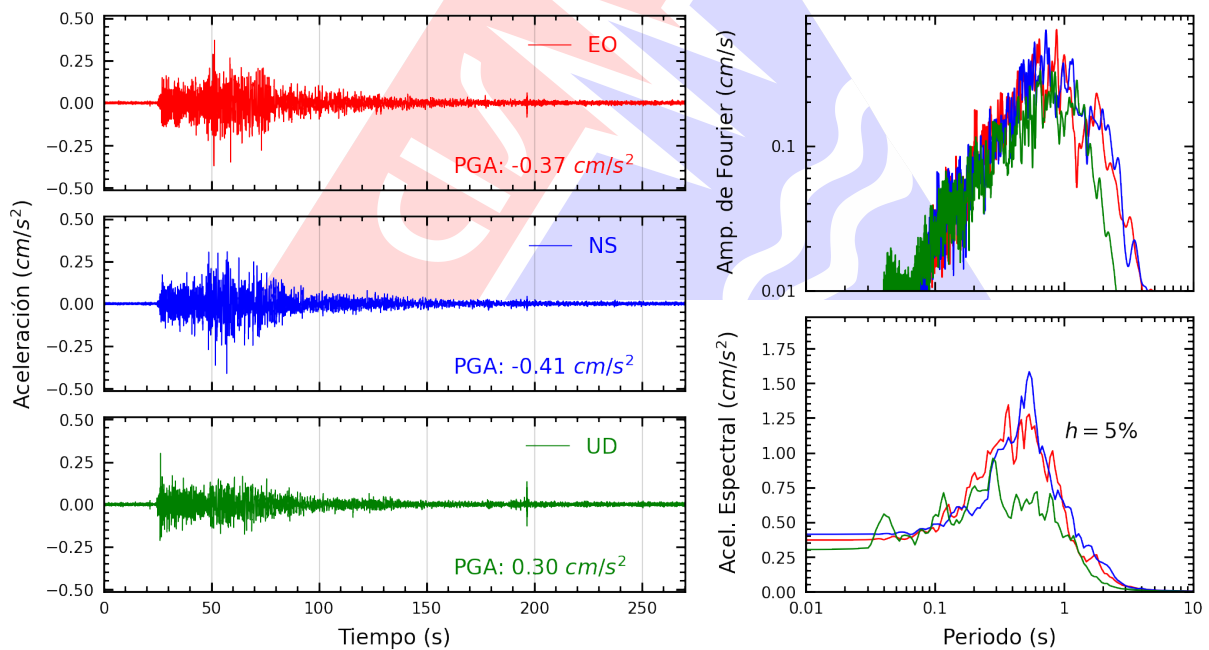 0.50
0.25
0.00
−0.25
−0.50
EO
PGA: -0.37 cm/s²
0.50
0.25
0.00
−0.25
−0.50
NS
PGA: -0.41 cm/s²
0.50
0.25
0.00
−0.25
−0.50
UD
PGA: 0.30 cm/s²
0 50 100 150 200 250
Tiempo (s)
Aceleración (cm/s²)
0.1
0.01
Amp. de Fourier (cm/s)
1.75
1.50
1.25
1.00
0.75
0.50
0.25
0.00
h = 5%
Acel. Espectral (cm/s²)
0.01 0.1 1 10
Periodo (s)